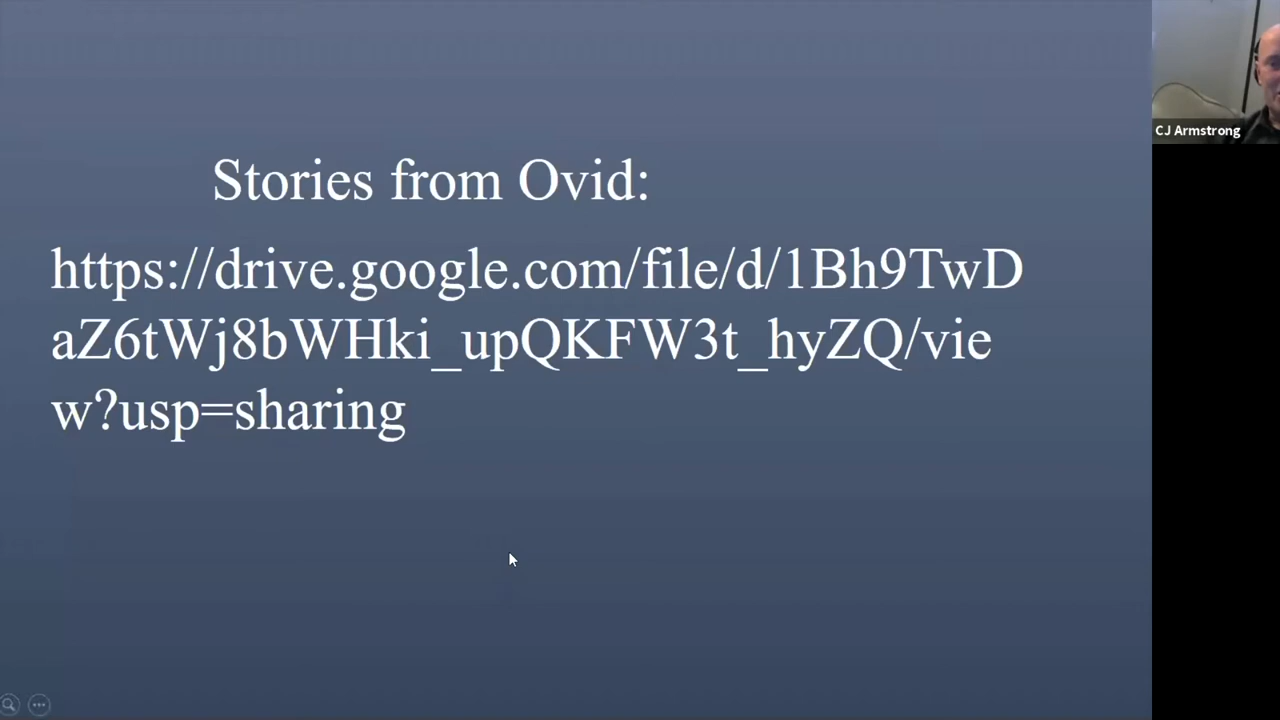 Stories from Ovid:
https://drive.google.com/file/d/1Bh9TwD
aZ6tWj8bWHki_upQKFW3t_hyZQ/vie
w?usp=sharing
CJ Armstrong